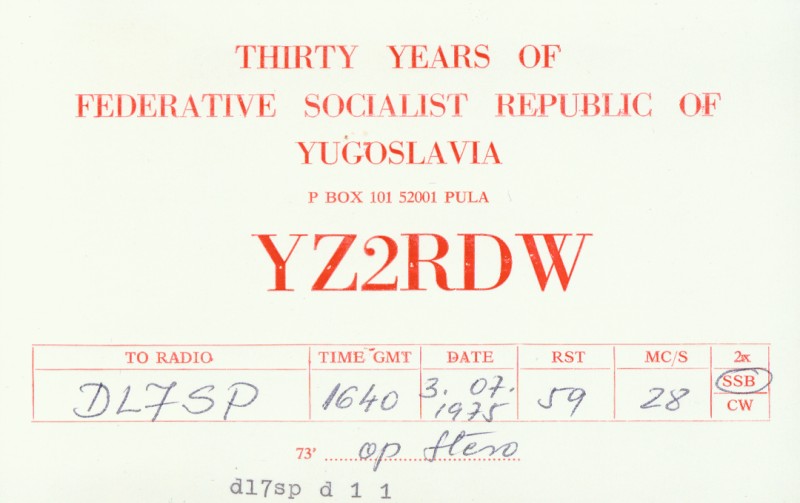 THIRTY YEARS OF
FEDERATIVE SOCIALIST REPUBLIC OF
YUGOSLAVIA
P BOX 101 52001 PULA
YZ2RDW
TO RADIO TIME GMT DATE RST MC/S 2x
DL7SP 1640 3. 07. 1975 59 28 SSB
CW
73' op Stevo
dl7sp d 1 1